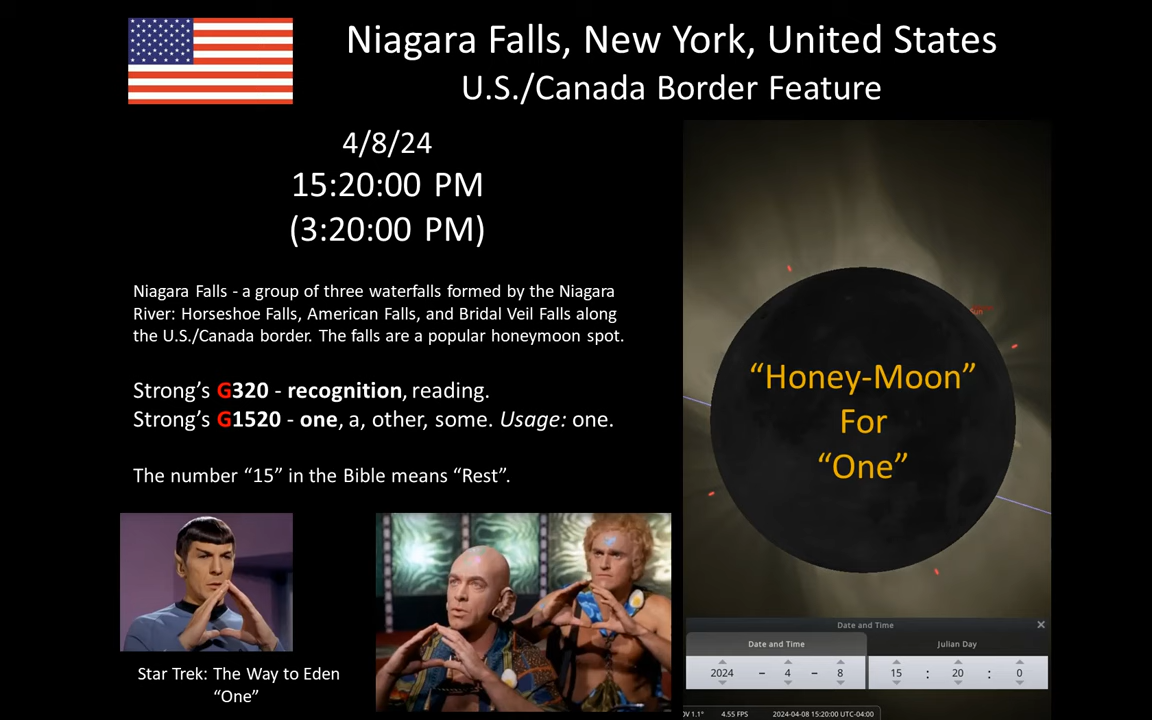 Niagara Falls, New York, United States
U.S./Canada Border Feature
4/8/24
15:20:00 PM
(3:20:00 PM)
Niagara Falls - a group of three waterfalls formed by the Niagara
River: Horseshoe Falls, American Falls, and Bridal Veil Falls along
the U.S./Canada border. The falls are a popular honeymoon spot.
Strong's G320 - recognition, reading.
Strong's G1520 - one, a, other, some. Usage: one.
The number “15” in the Bible means “Rest”.
Star Trek: The Way to Eden
“One”
“Honey-Moon”
For
“One”
Date and Time
Date and Time Julian Day
2024 - 4 - 8 15 : 20 : 0
1.1° 4.55 FPS 2024-04-08 15:20:00 UTC-04:00